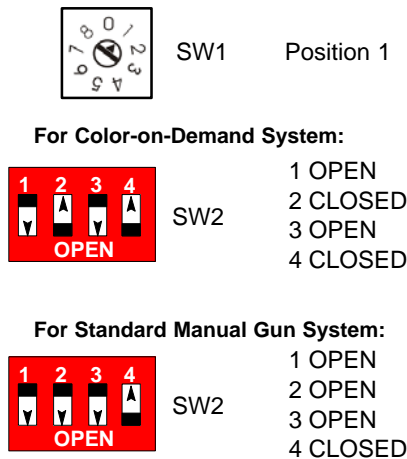 0 1 2 3 4 5 6 7 8
SW1 Position 1
For Color-on-Demand System:
1 2 3 4
OPEN
SW2
1 OPEN
2 CLOSED
3 OPEN
4 CLOSED
For Standard Manual Gun System:
1 2 3 4
OPEN
SW2
1 OPEN
2 OPEN
3 OPEN
4 CLOSED